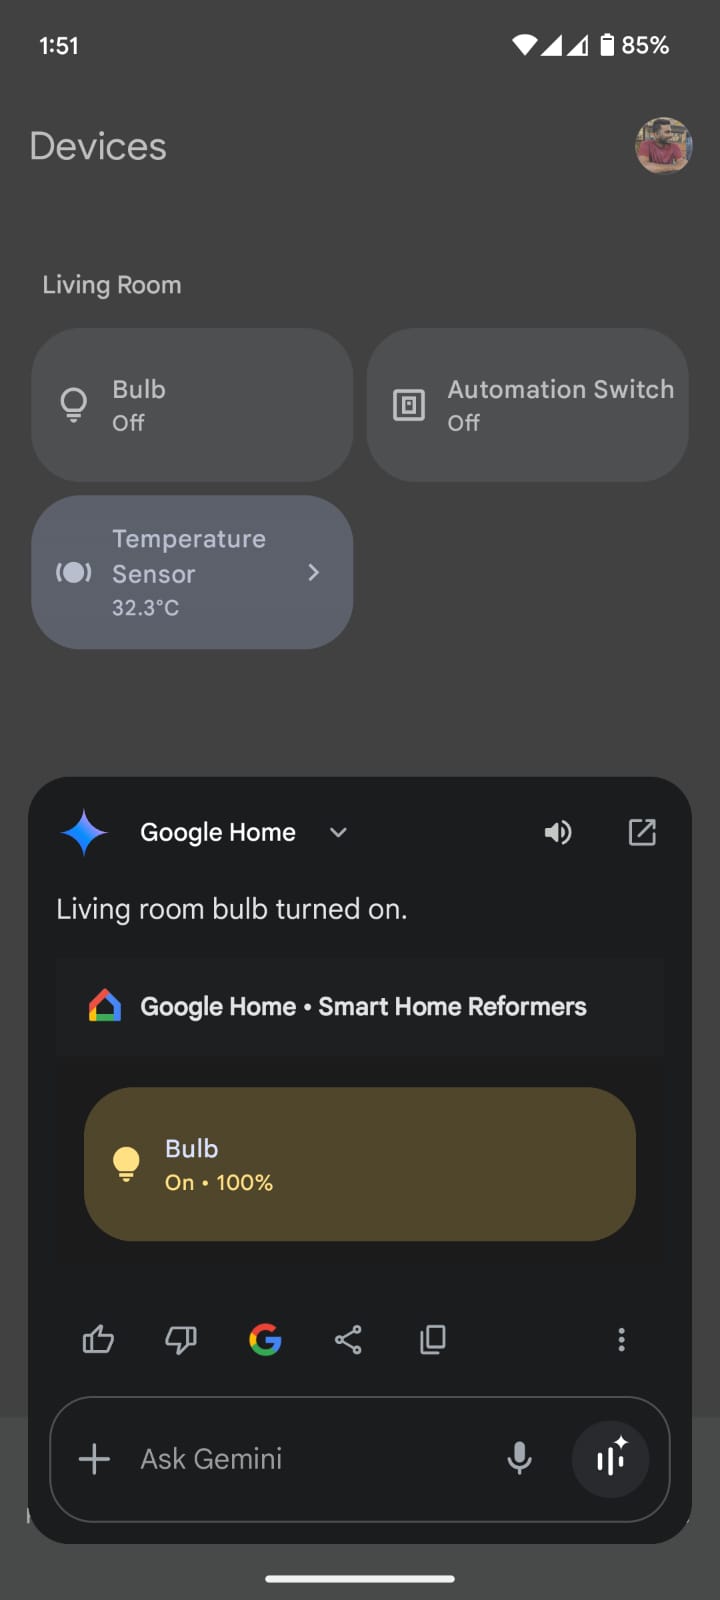 1:51
85%
Devices
Living Room
Bulb
Off
Automation Switch
Off
Temperature
Sensor
32.3°C
Google Home
Living room bulb turned on.
Google Home • Smart Home Reformers
Bulb
On • 100%
Ask Gemini